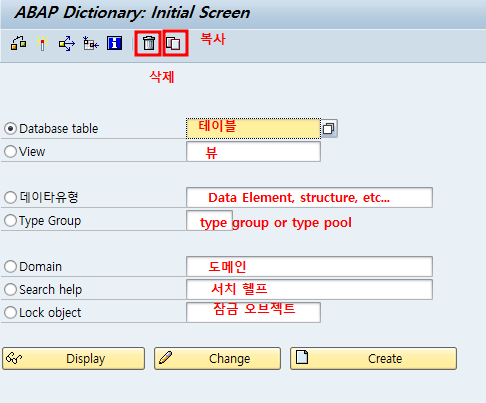 ABAP Dictionary: Initial Screen
복사
삭제
Database table 테이블
View 뷰
데이타유형 Data Element, structure, etc...
Type Group type group or type pool
Domain 도메인
Search help 서치 헬프
Lock object 잠금 오브젝트
Display Change Create